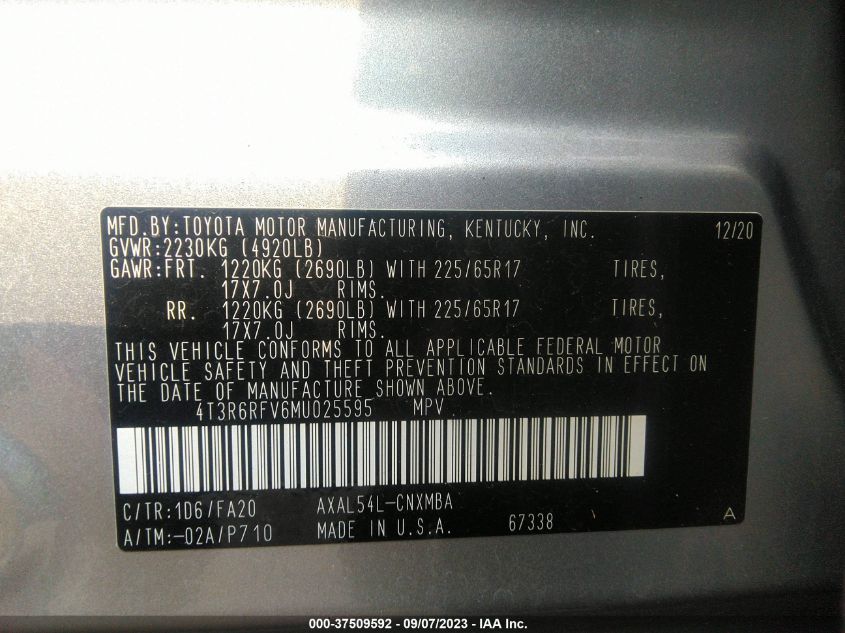 MFD.BY:TOYOTA MOTOR MANUFACTURING, KENTUCKY, INC. 12/20
GVWR:2230KG (4920LB)
GAWR:FRT. 1220KG (2690LB) WITH 225/65R17 TIRES,
17X7.0J RIMS.
RR. 1220KG (2690LB) WITH 225/65R17 TIRES,
17X7.0J RIMS.
THIS VEHICLE CONFORMS TO ALL APPLICABLE FEDERAL MOTOR
VEHICLE SAFETY AND THEFT PREVENTION STANDARDS IN EFFECT ON
THE DATE OF MANUFACTURE SHOWN ABOVE.
4T3R6RFV6MU025595 MPV
C/TR:1D6/FA20 AXAL54L-CNXMBA
A/TM:-02A/P710 MADE IN U.S.A. 67338 A
000-37509592 - 09/07/2023 - IAA Inc.